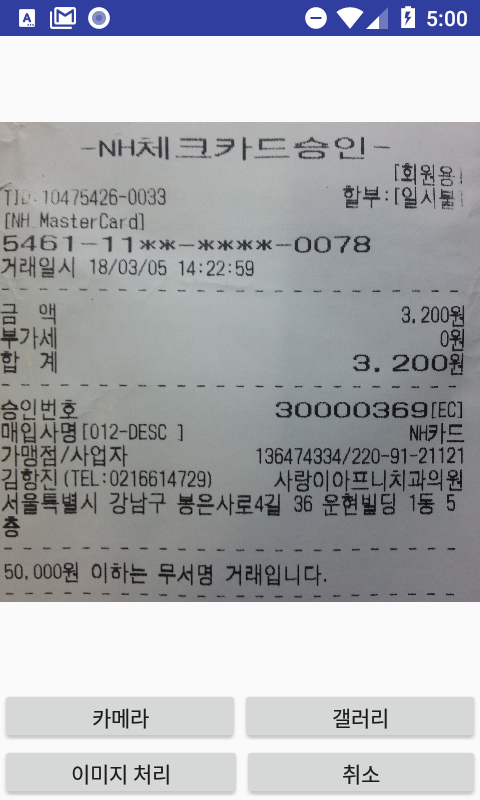 5:00
-NH체크카드승인-
[회원용]
TID:10475426-0033 할부:[일시불]
[NH MasterCard]
5461-11**-****-0078
거래일시 18/03/05 14:22:59
금 액 3,200원
부가세 0원
합 계 3,200원
승인번호 30000369[EC]
매입사명[012-DESC ] NH카드
가맹점/사업자 136474334/220-91-21121
김항진(TEL:0216614729) 사랑이아프니치과의원
서울특별시 강남구 봉은사로4길 36 운현빌딩 1동 5
층
50,000원 이하는 무서명 거래입니다.
카메라 갤러리
이미지 처리 취소